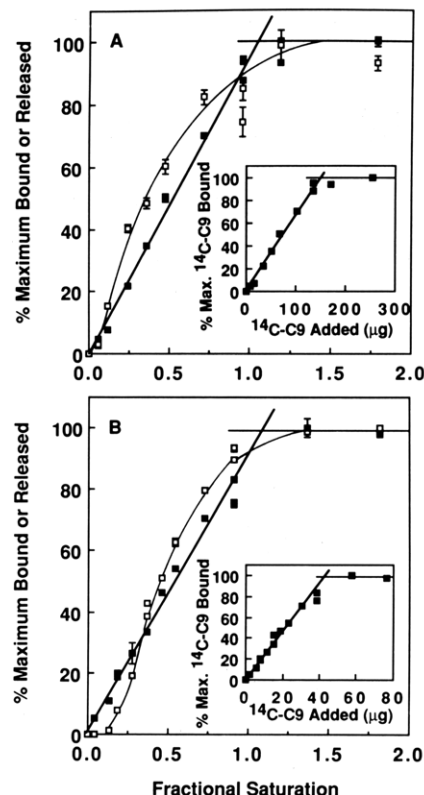 A
% Maximum Bound or Released
100
80
60
40
20
0
0.0 0.5 1.0 1.5 2.0
% Max. ¹⁴C-C9 Bound
100
80
60
40
20
0
0 100 200 300
¹⁴C-C9 Added (µg)
B
% Maximum Bound or Released
100
80
60
40
20
0
0.0 0.5 1.0 1.5 2.0
% Max. ¹⁴C-C9 Bound
100
80
60
40
20
0
0 20 40 60 80
¹⁴C-C9 Added (µg)
Fractional Saturation